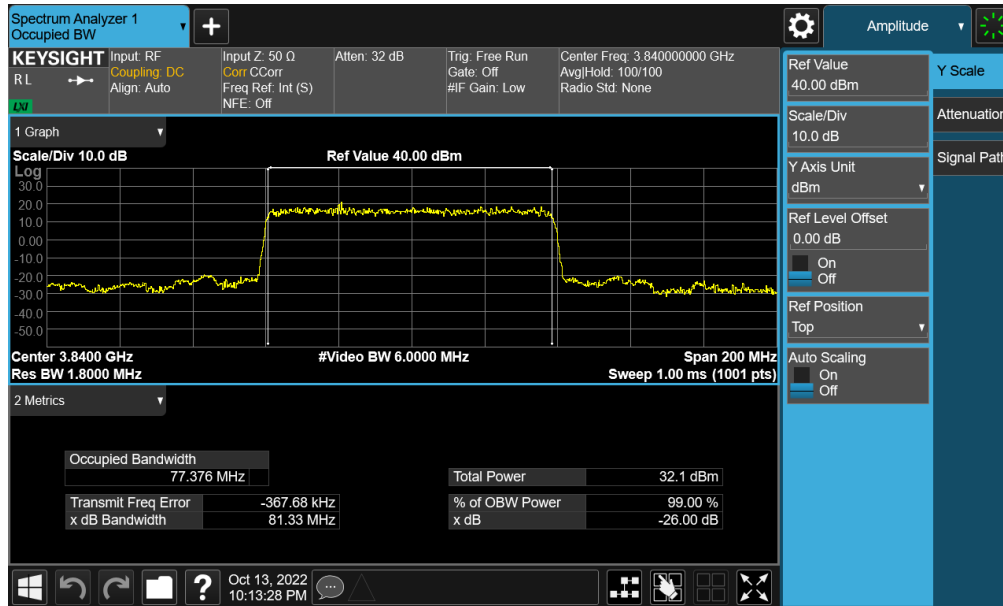 Spectrum Analyzer 1
Occupied BW
+
Amplitude
KEYSIGHT
R L
LXI
Input: RF
Coupling: DC
Align: Auto
Input Z: 50 Ω
Corr CCorr
Freq Ref: Int (S)
NFE: Off
Atten: 32 dB
Trig: Free Run
Gate: Off
#IF Gain: Low
Center Freq: 3.840000000 GHz
Avg|Hold: 100/100
Radio Std: None
1 Graph
Scale/Div 10.0 dB
Ref Value 40.00 dBm
Log
30.0
20.0
10.0
0.00
-10.0
-20.0
-30.0
-40.0
-50.0
Center 3.8400 GHz
#Video BW 6.0000 MHz
Span 200 MHz
Res BW 1.8000 MHz
Sweep 1.00 ms (1001 pts)
2 Metrics
Occupied Bandwidth
77.376 MHz
Total Power 32.1 dBm
Transmit Freq Error -367.68 kHz
% of OBW Power 99.00 %
x dB Bandwidth 81.33 MHz
x dB -26.00 dB
Ref Value
40.00 dBm
Scale/Div
10.0 dB
Y Axis Unit
dBm
Ref Level Offset
0.00 dB
On
Off
Ref Position
Top
Auto Scaling
On
Off
Y Scale
Attenuation
Signal Path
?
Oct 13, 2022
10:13:28 PM